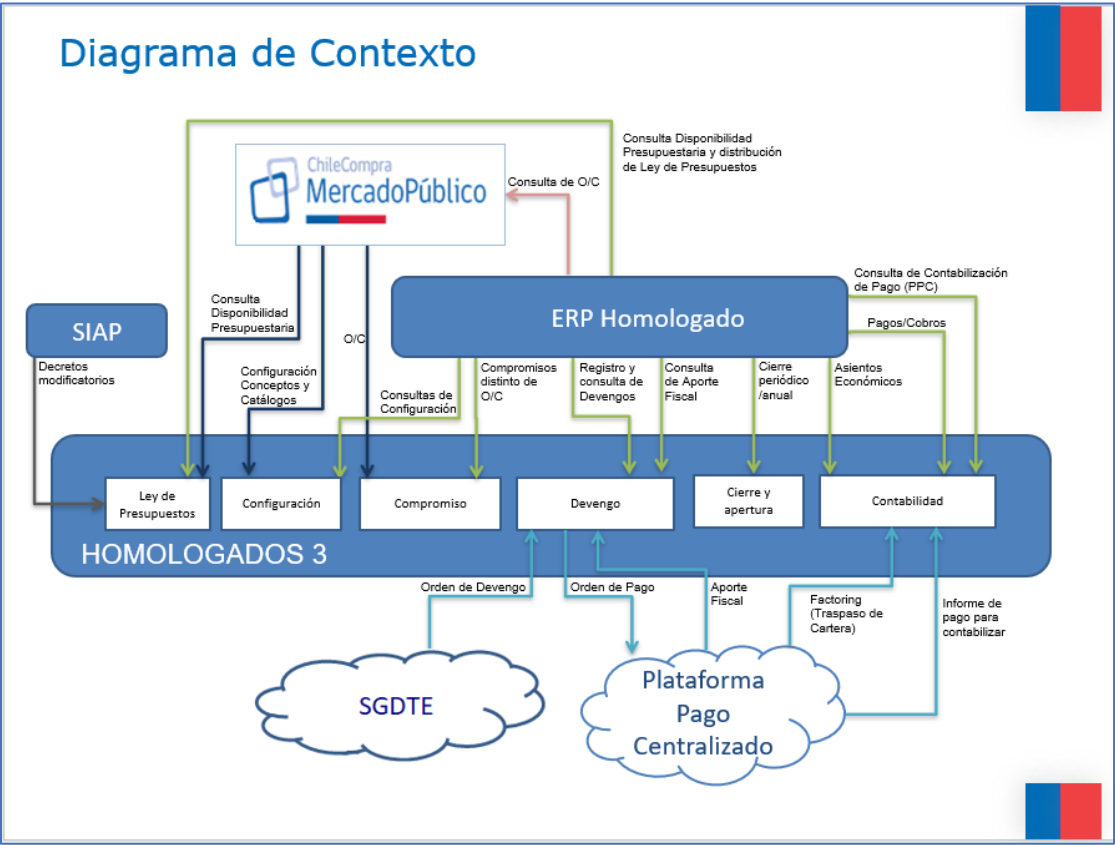 Diagrama de Contexto
Consulta Disponibilidad
Presupuestaria y distribución
de Ley de Presupuestos
ChileCompra
MercadoPúblico
Consulta de O/C
Consulta de Contabilización
de Pago (PPC)
SIAP
Consulta
Disponibilidad
Presupuestaria
O/C
ERP Homologado
Pagos/Cobros
Decretos
modificatorios
Configuración
Conceptos y
Catálogos
Consultas de
Configuración
Compromisos
distinto de
O/C
Registro y
consulta de
Devengos
Consulta
de Aporte
Fiscal
Cierre
periódico
/anual
Asientos
Económicos
Ley de
Presupuestos
Configuración
Compromiso
Devengo
Cierre y
apertura
Contabilidad
HOMOLOGADOS 3
Orden de Devengo
Orden de Pago
Aporte
Fiscal
Factoring
(Traspaso de
Cartera)
Informe de
pago para
contabilizar
SGDTE
Plataforma
Pago
Centralizado